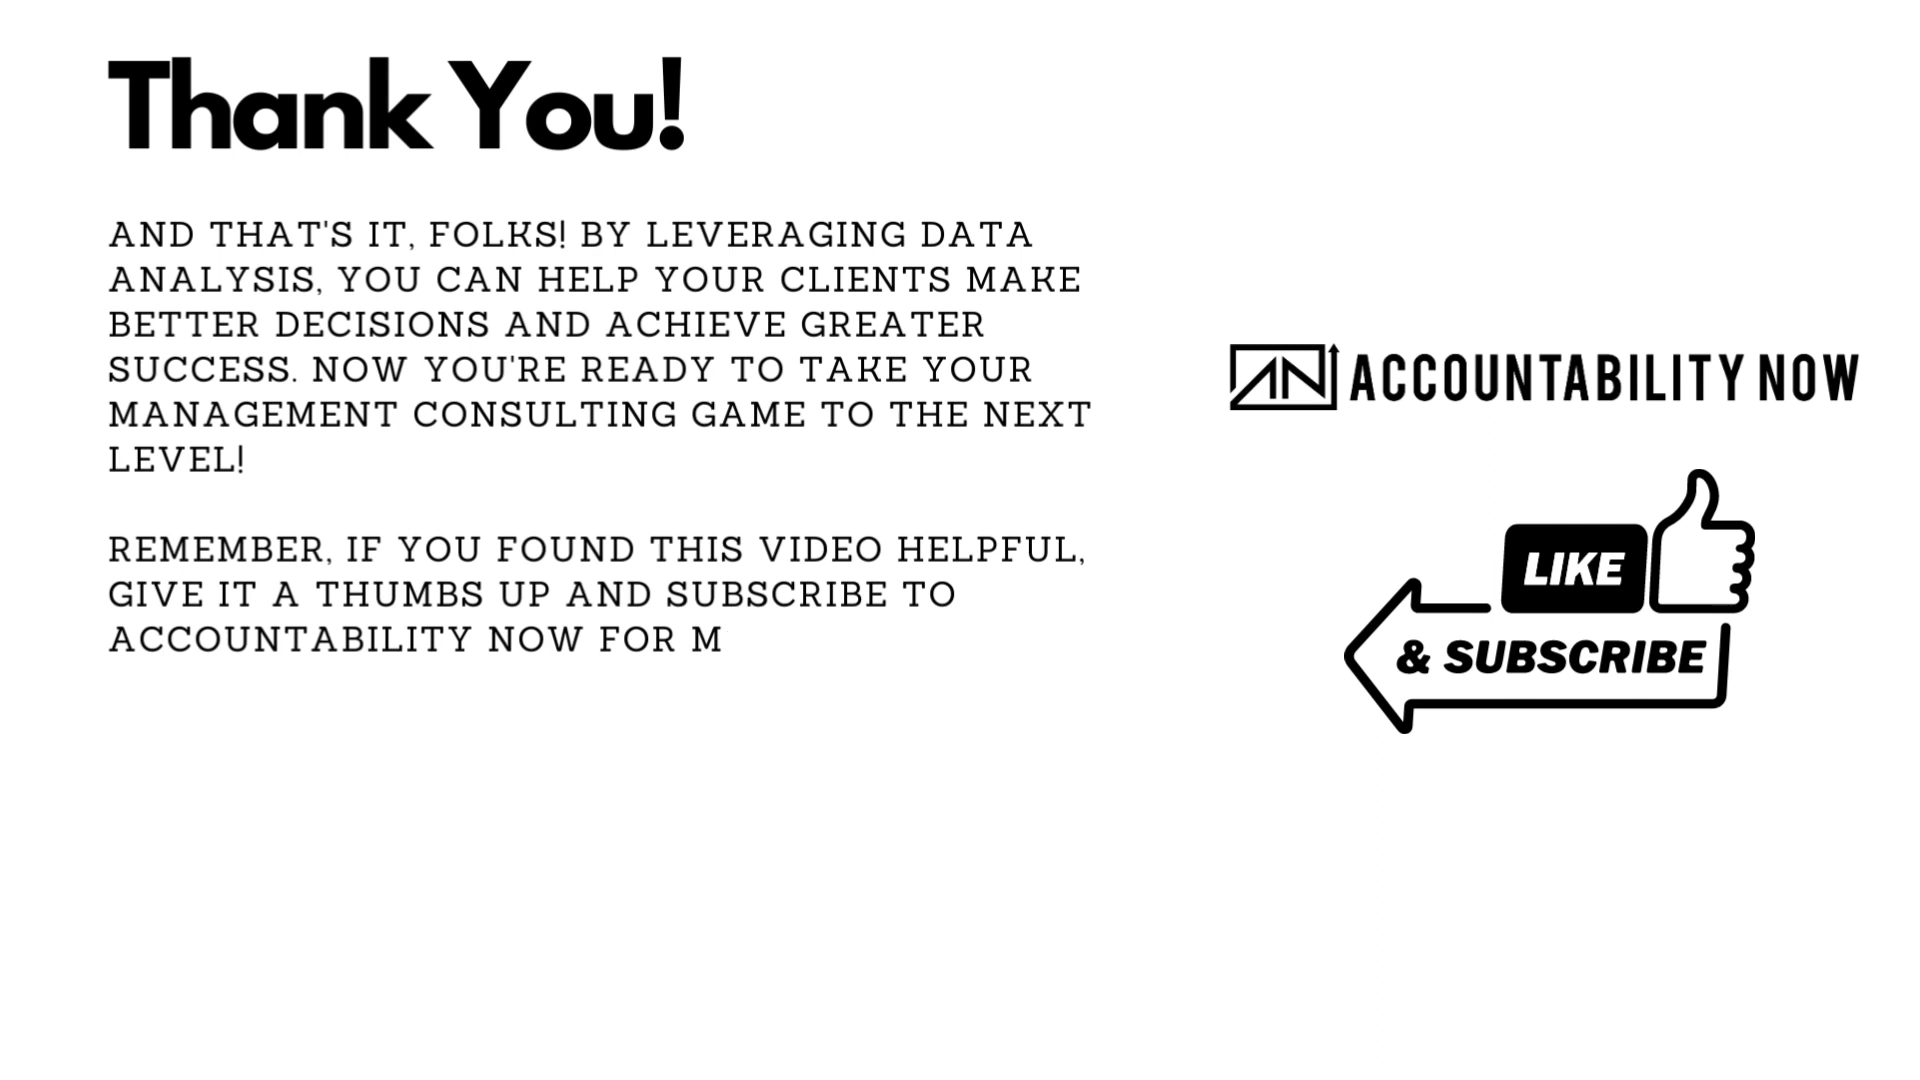 Thank You!
AND THAT'S IT, FOLKS! BY LEVERAGING DATA
ANALYSIS, YOU CAN HELP YOUR CLIENTS MAKE
BETTER DECISIONS AND ACHIEVE GREATER
SUCCESS. NOW YOU'RE READY TO TAKE YOUR
MANAGEMENT CONSULTING GAME TO THE NEXT
LEVEL!
REMEMBER, IF YOU FOUND THIS VIDEO HELPFUL,
GIVE IT A THUMBS UP AND SUBSCRIBE TO
ACCOUNTABILITY NOW FOR M
AN ACCOUNTABILITY NOW
LIKE
& SUBSCRIBE